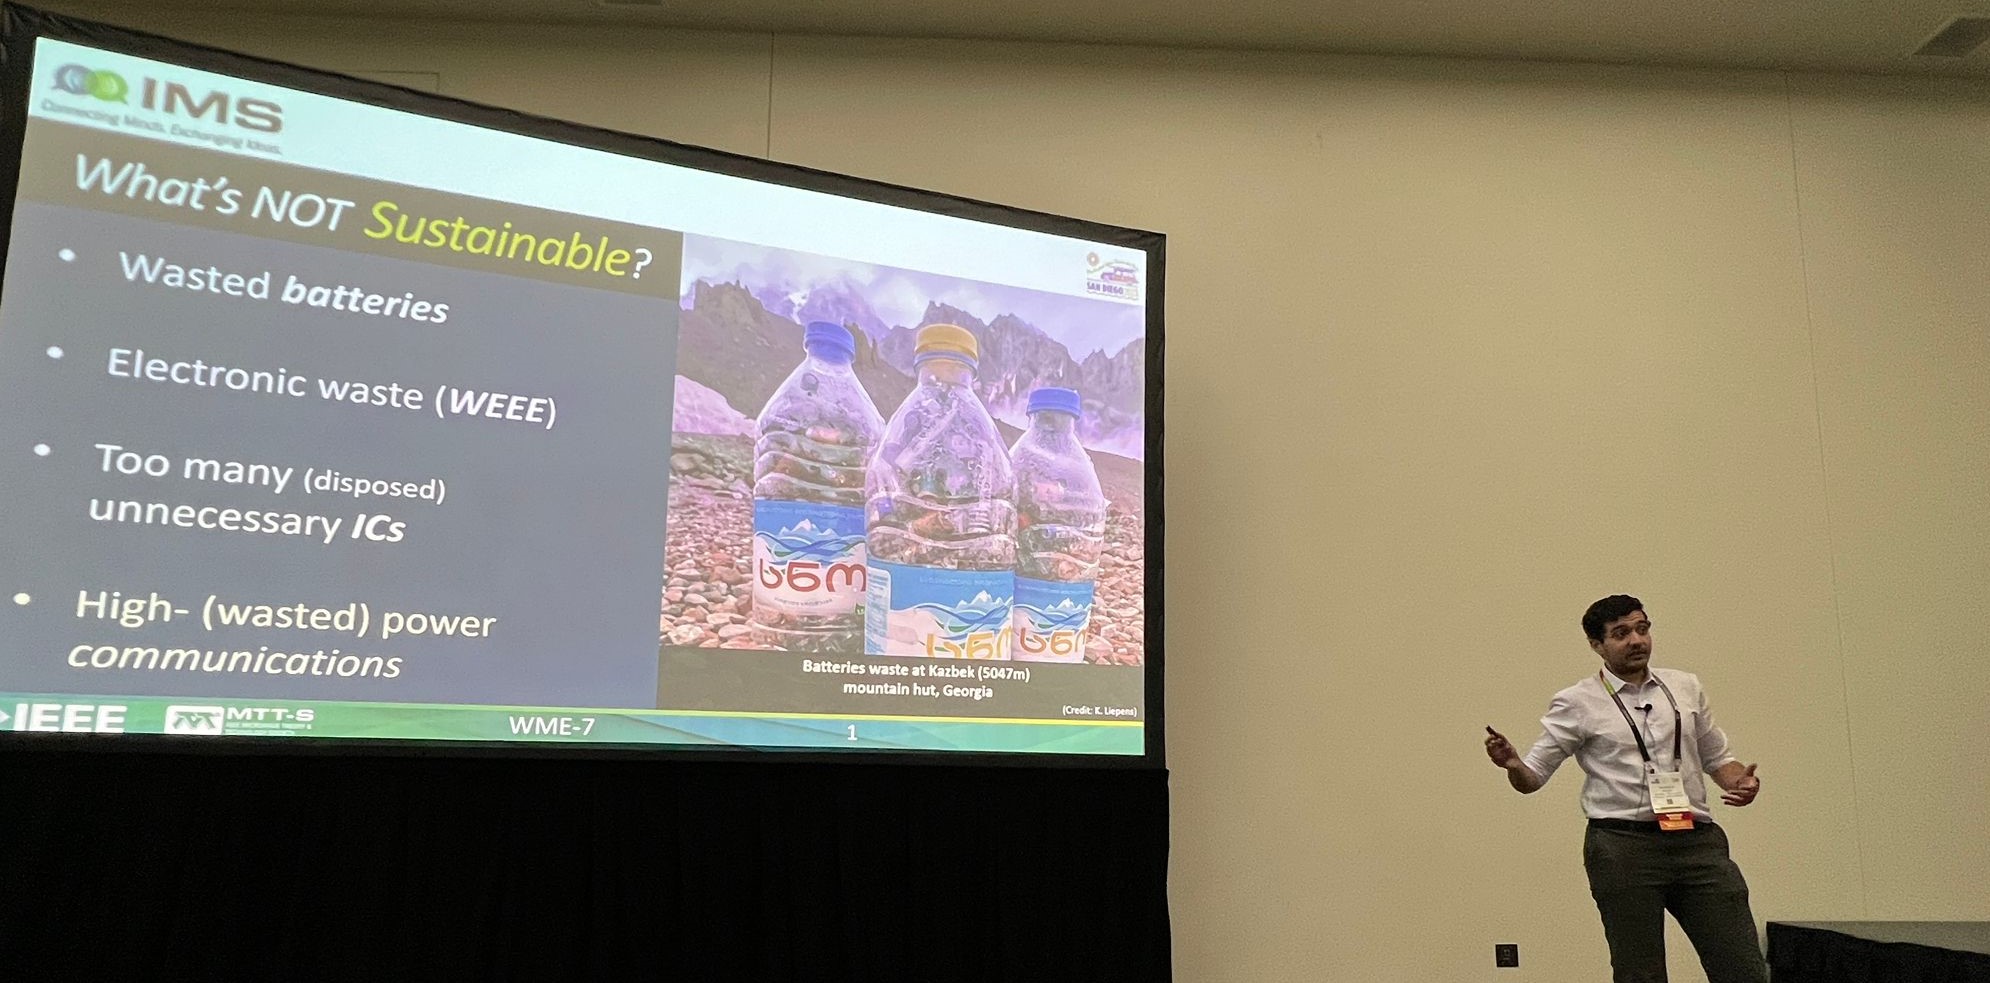 IMS
Connecting Minds. Exchanging Ideas.
What's NOT Sustainable?
• Wasted batteries
• Electronic waste (WEEE)
• Too many (disposed)
unnecessary ICs
• High- (wasted) power
communications
SAN DIEGO
სნო
სნო
სნო
Batteries waste at Kazbek (5047m)
mountain hut, Georgia
(Credit: K. Liepens)
IEEE
MTT-S
WME-7
1